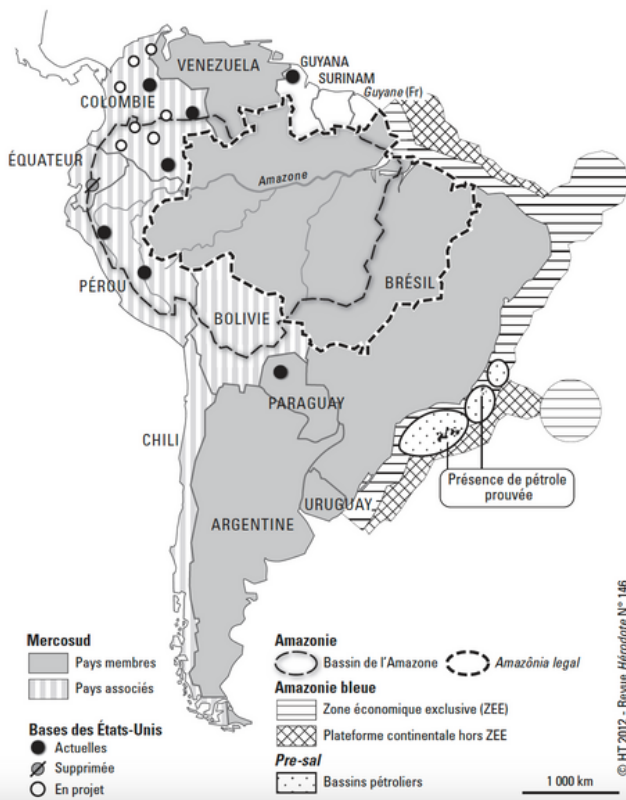 VENEZUELA
GUYANA
SURINAM
Guyane (Fr)
COLOMBIE
ÉQUATEUR
Amazone
PÉROU
BRÉSIL
BOLIVIE
PARAGUAY
CHILI
Présence de pétrole
prouvée
URUGUAY
ARGENTINE
Mercosud
Pays membres
Pays associés
Bases des États-Unis
Actuelles
Supprimée
En projet
Amazonie
Bassin de l'Amazone
Amazônia legal
Amazonie bleue
Zone économique exclusive (ZEE)
Plateforme continentale hors ZEE
Pre-sal
Bassins pétroliers
1 000 km
© HT 2012 - Revue Hérodote N° 146